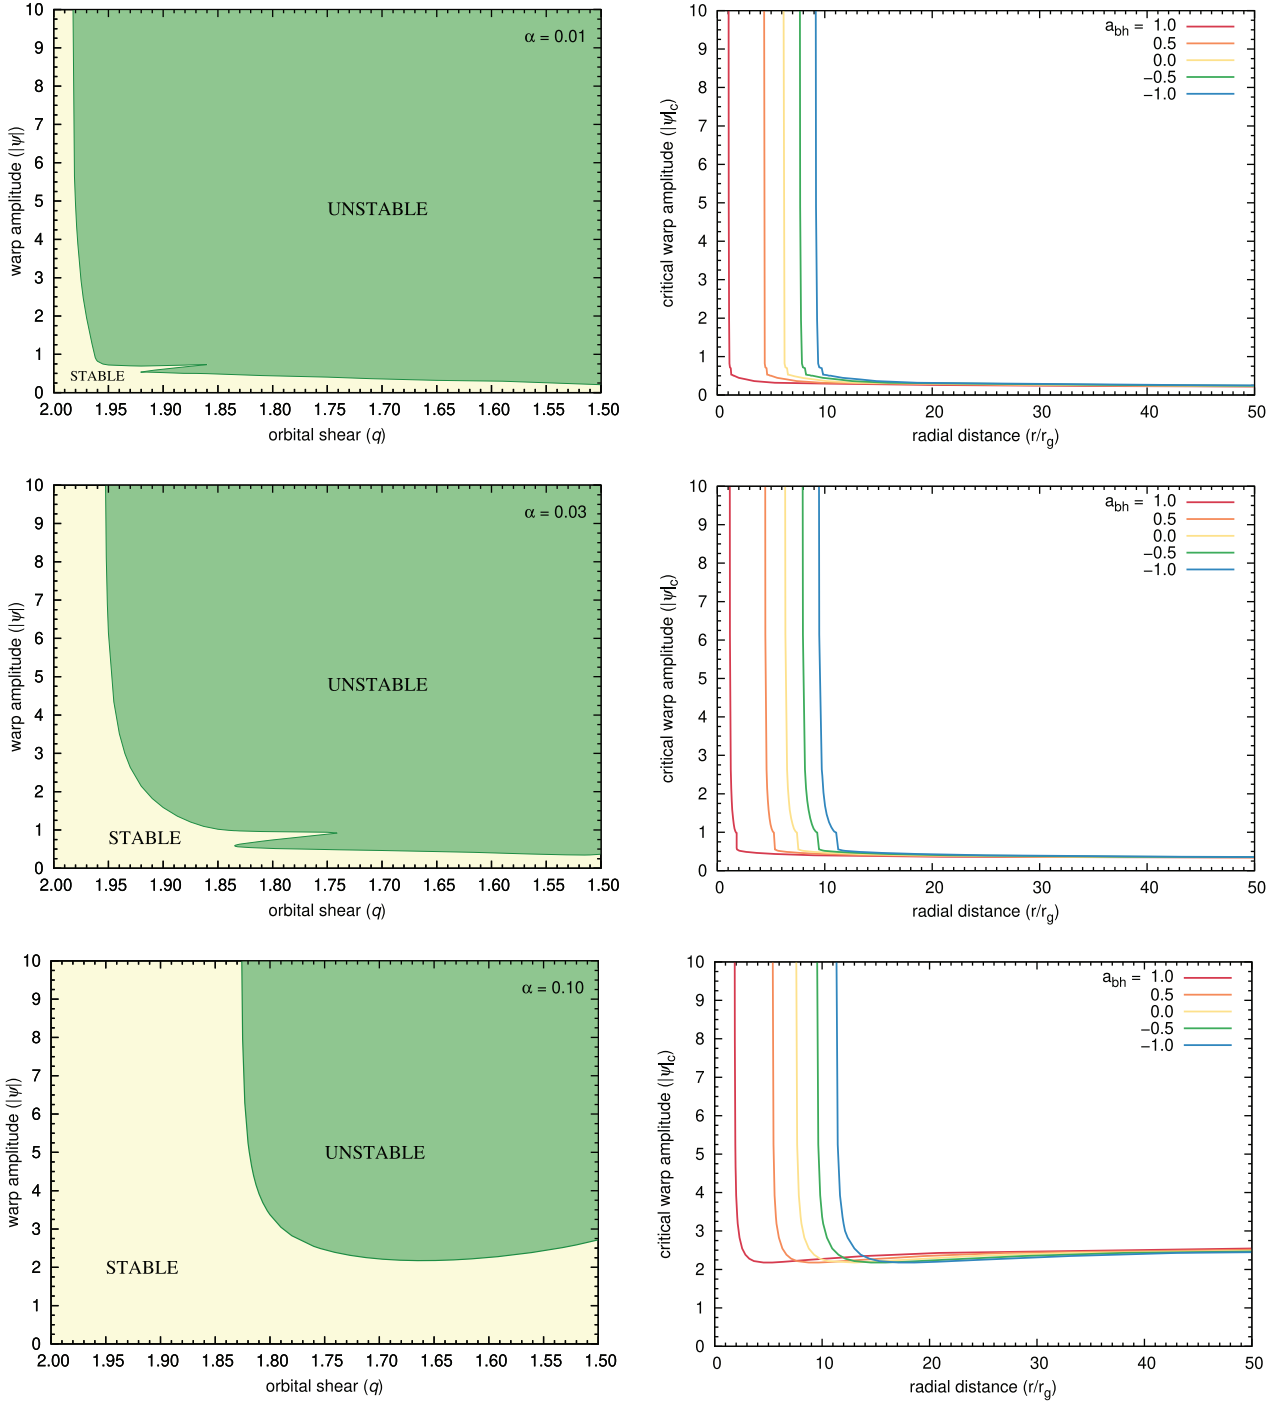 10
9
8
7
6
5
4
3
2
1
0
warp amplitude (|ψ|)
α = 0.01
UNSTABLE
STABLE
2.00 1.95 1.90 1.85 1.80 1.75 1.70 1.65 1.60 1.55 1.50
orbital shear (q)
10
9
8
7
6
5
4
3
2
1
0
critical warp amplitude (|ψ|c)
abh = 1.0
0.5
0.0
−0.5
−1.0
0 10 20 30 40 50
radial distance (r/rg)
10
9
8
7
6
5
4
3
2
1
0
warp amplitude (|ψ|)
α = 0.03
UNSTABLE
STABLE
2.00 1.95 1.90 1.85 1.80 1.75 1.70 1.65 1.60 1.55 1.50
orbital shear (q)
10
9
8
7
6
5
4
3
2
1
0
critical warp amplitude (|ψ|c)
abh = 1.0
0.5
0.0
−0.5
−1.0
0 10 20 30 40 50
radial distance (r/rg)
10
9
8
7
6
5
4
3
2
1
0
warp amplitude (|ψ|)
α = 0.10
UNSTABLE
STABLE
2.00 1.95 1.90 1.85 1.80 1.75 1.70 1.65 1.60 1.55 1.50
orbital shear (q)
10
9
8
7
6
5
4
3
2
1
0
critical warp amplitude (|ψ|c)
abh = 1.0
0.5
0.0
−0.5
−1.0
0 10 20 30 40 50
radial distance (r/rg)